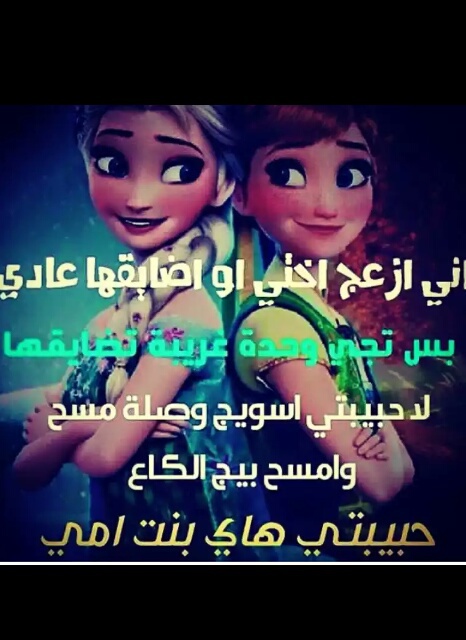 اني ازعج اختي او اضايقها عادي
بس تجي وحدة غريبة تضايقها
لا حبيبتي اسويج وصلة مسح
وامسح بيج الكاع
حبيبتي هاي بنت امي